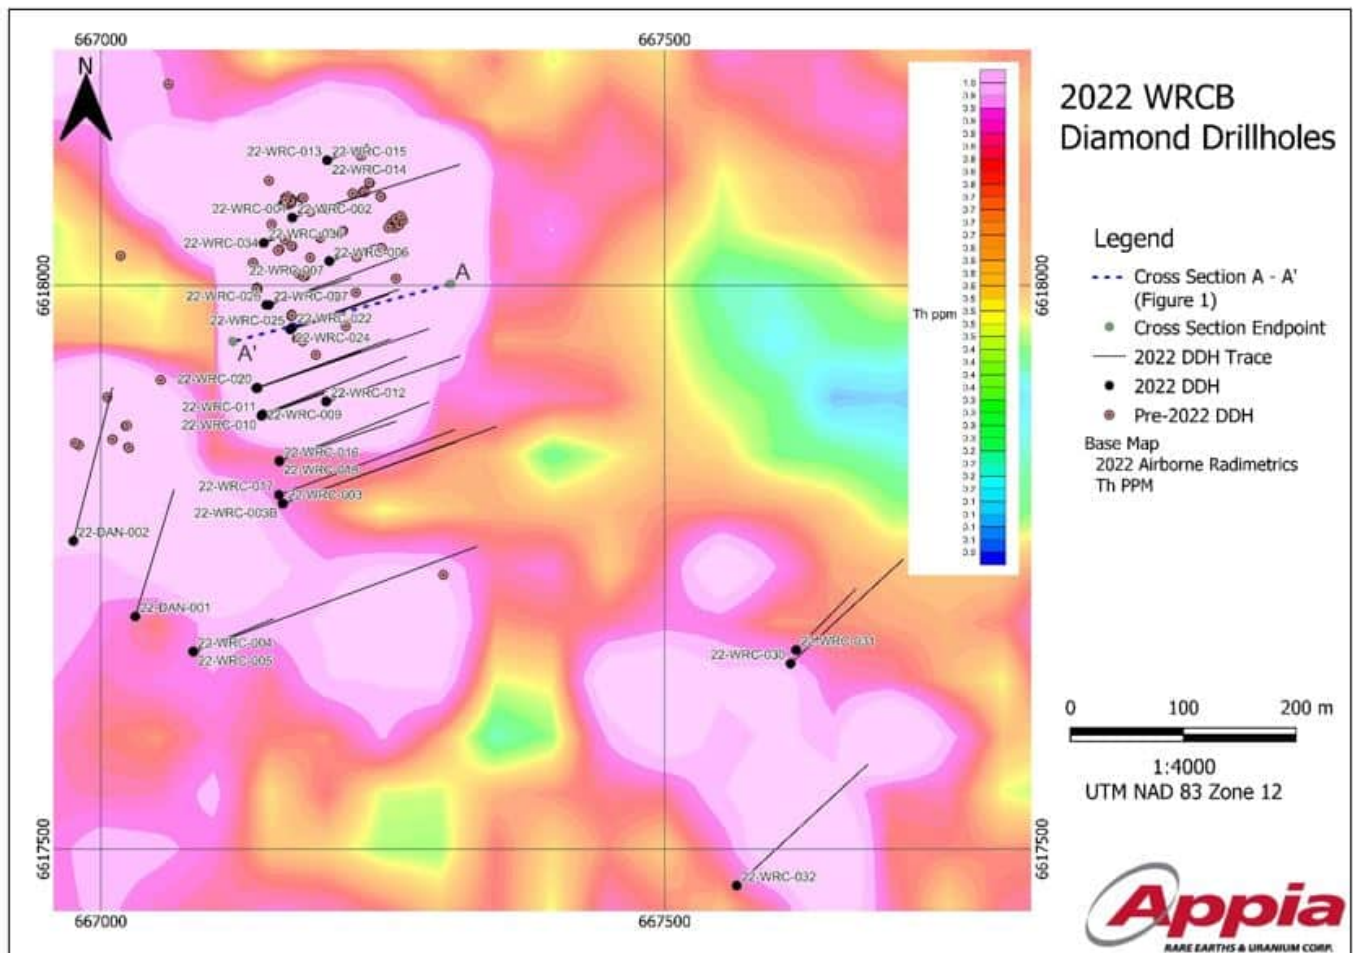 667000
667500
N
2022 WRCB
Diamond Drillholes
22-WRC-013
22-WRC-015
22-WRC-014
22-WRC-002
22-WRC-034
22-WRC-036
22-WRC-006
22-WRC-007
A
6618000
6618000
Th ppm
22-WRC-025
22-WRC-022
22-WRC-024
A'
22-WRC-020
22-WRC-012
22-WRC-011
22-WRC-009
22-WRC-010
22-WRC-016
22-WRC-018
22-WRC-017
22-WRC-003
22-WRC-003B
22-DAN-002
22-DAN-001
22-WRC-004
22-WRC-005
22-WRC-031
22-WRC-030
22-WRC-032
6617500
6617500
667000
667500
Legend
Cross Section A - A'
(Figure 1)
Cross Section Endpoint
2022 DDH Trace
2022 DDH
Pre-2022 DDH
Base Map
2022 Airborne Radimetrics
Th PPM
0 100 200 m
1:4000
UTM NAD 83 Zone 12
Appia
RARE EARTHS & URANIUM CORP.